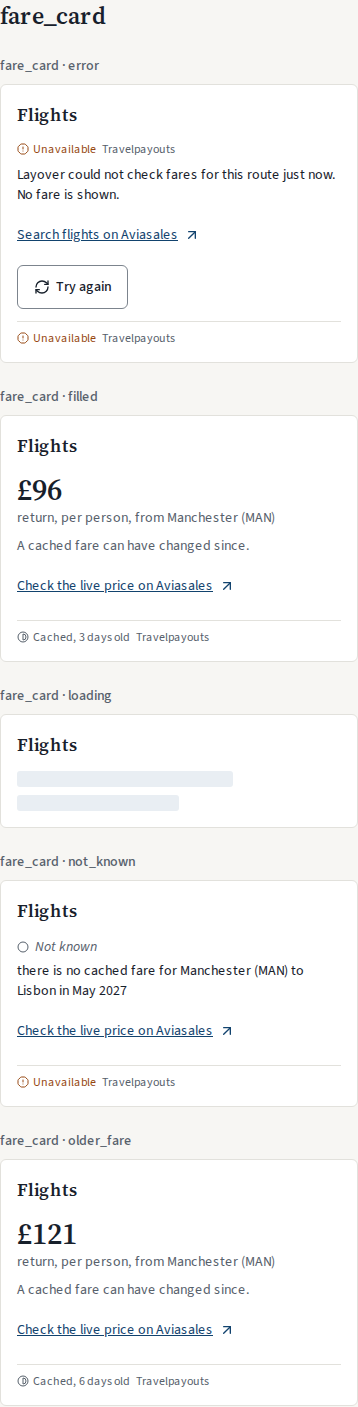 fare_card
fare_card · error
Flights
Unavailable Travelpayouts
Layover could not check fares for this route just now.
No fare is shown.
Search flights on Aviasales
Try again
Unavailable Travelpayouts
fare_card · filled
Flights
£96
return, per person, from Manchester (MAN)
A cached fare can have changed since.
Check the live price on Aviasales
Cached, 3 days old Travelpayouts
fare_card · loading
Flights
fare_card · not_known
Flights
Not known
there is no cached fare for Manchester (MAN) to
Lisbon in May 2027
Check the live price on Aviasales
Unavailable Travelpayouts
fare_card · older_fare
Flights
£121
return, per person, from Manchester (MAN)
A cached fare can have changed since.
Check the live price on Aviasales
Cached, 6 days old Travelpayouts